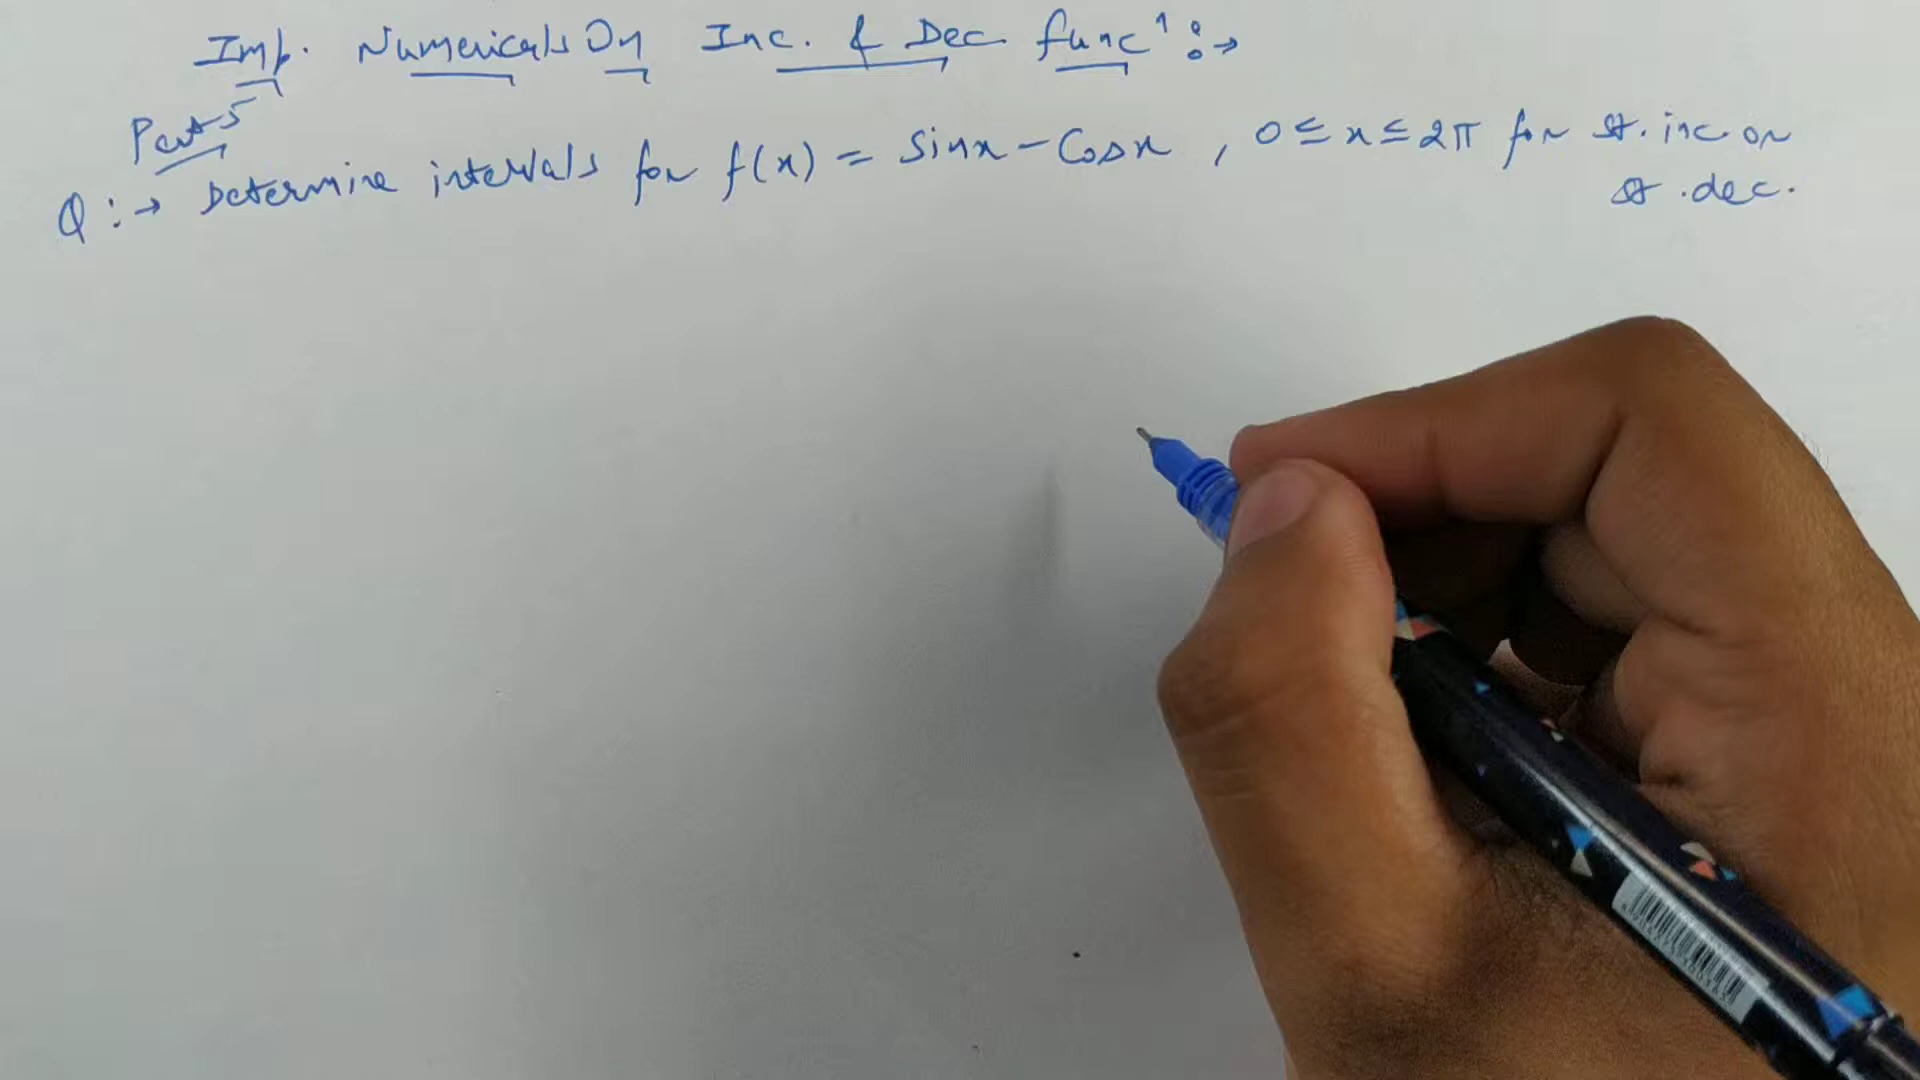 Imp. Numericals On Inc. & Dec funcⁿ :→
Part 5
Q :→ Determine intervals for f(x) = Sinx - Cosx , 0 ≤ x ≤ 2π for st. inc or
st. dec.